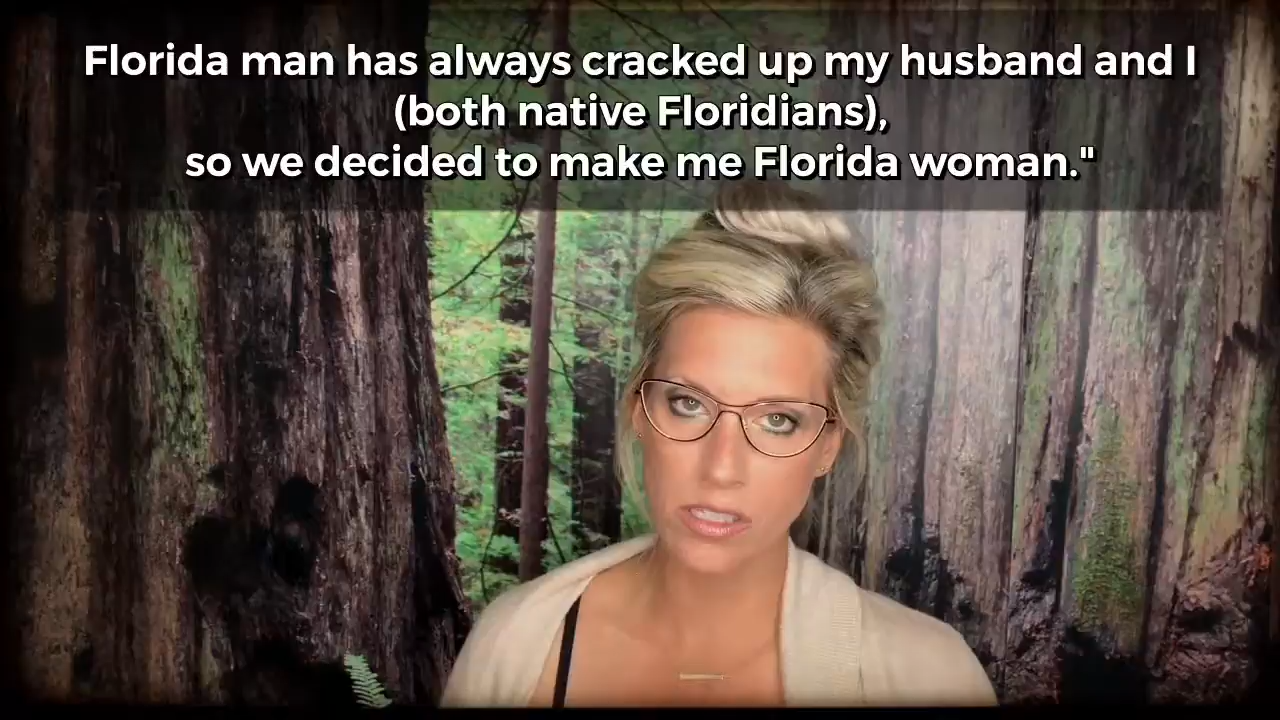 Florida man has always cracked up my husband and I
(both native Floridians),
so we decided to make me Florida woman."